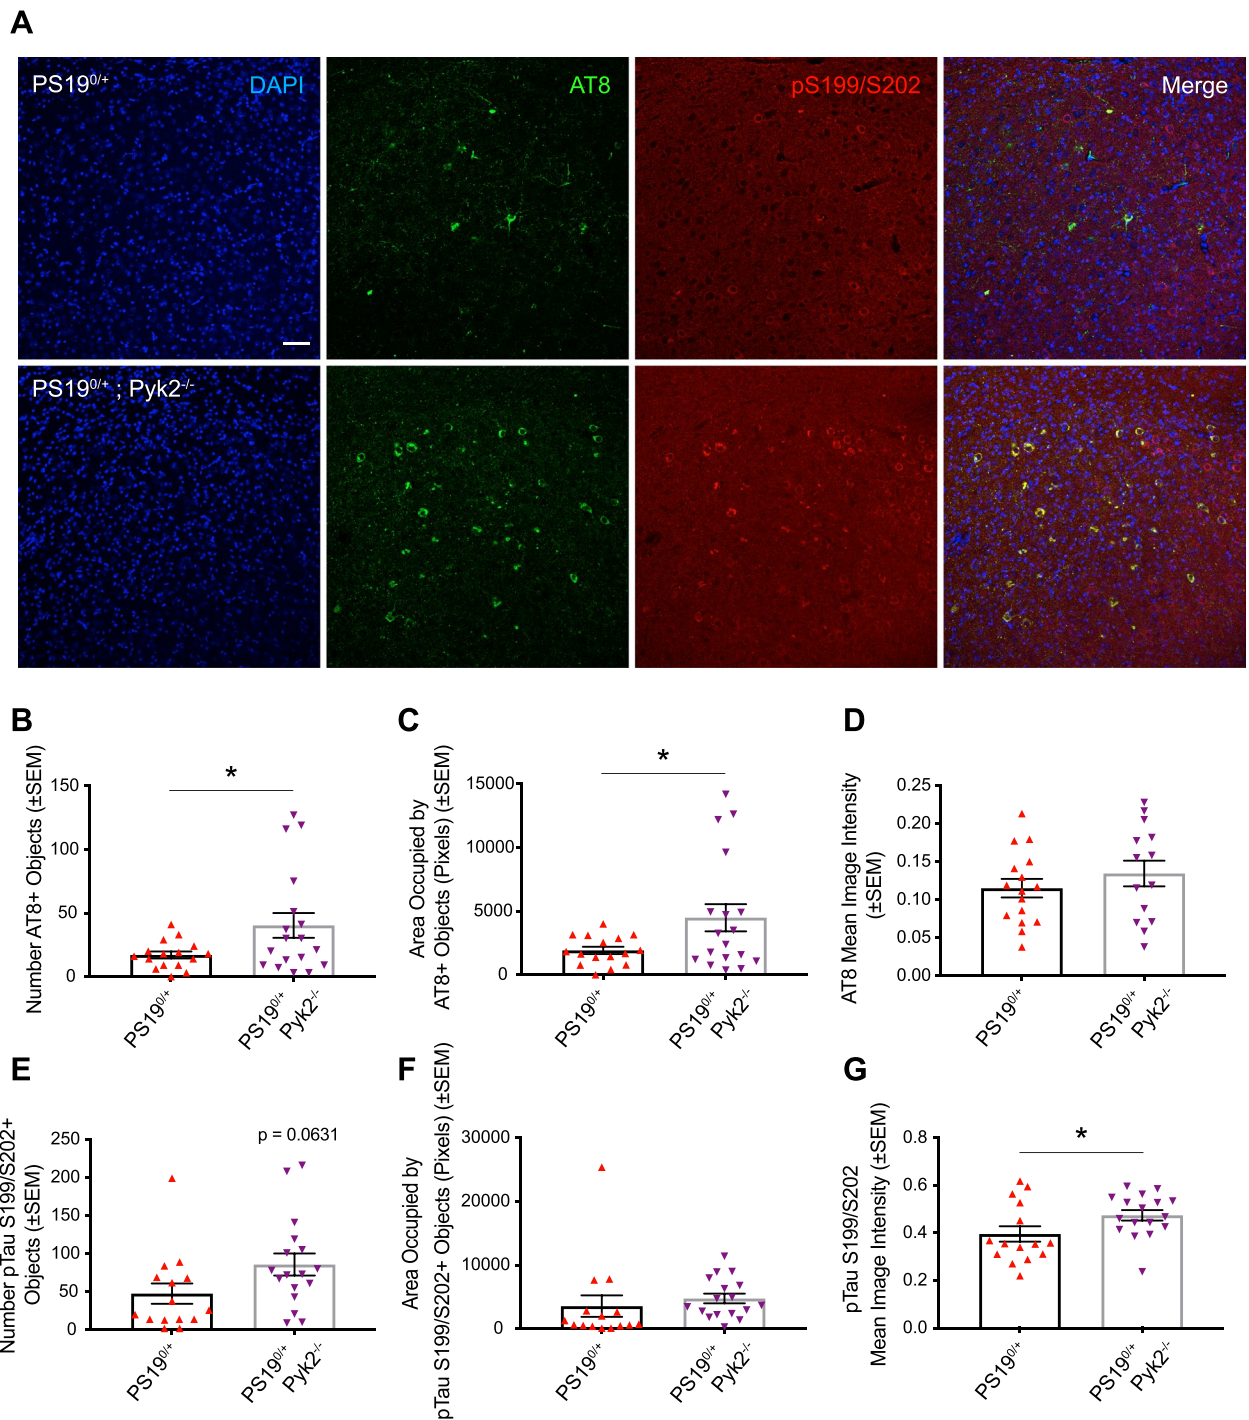 A
PS19⁰/⁺
DAPI
AT8
pS199/S202
Merge
PS19⁰/⁺ ; Pyk2⁻/⁻
B
Number AT8+ Objects (±SEM)
150
100
50
0
*
PS19⁰/⁺
PS19⁰/⁺
Pyk2⁻/⁻
C
Area Occupied by
AT8+ Objects (Pixels) (±SEM)
15000
10000
5000
0
*
PS19⁰/⁺
PS19⁰/⁺
Pyk2⁻/⁻
D
AT8 Mean Image Intensity
(±SEM)
0.25
0.20
0.15
0.10
0.05
0.00
PS19⁰/⁺
PS19⁰/⁺
Pyk2⁻/⁻
E
Number pTau S199/S202+
Objects (±SEM)
250
200
150
100
50
0
p = 0.0631
PS19⁰/⁺
PS19⁰/⁺
Pyk2⁻/⁻
F
Area Occupied by
pTau S199/S202+ Objects (Pixels) (±SEM)
30000
20000
10000
0
PS19⁰/⁺
PS19⁰/⁺
Pyk2⁻/⁻
G
pTau S199/S202
Mean Image Intensity (±SEM)
0.8
0.6
0.4
0.2
0.0
*
PS19⁰/⁺
PS19⁰/⁺
Pyk2⁻/⁻